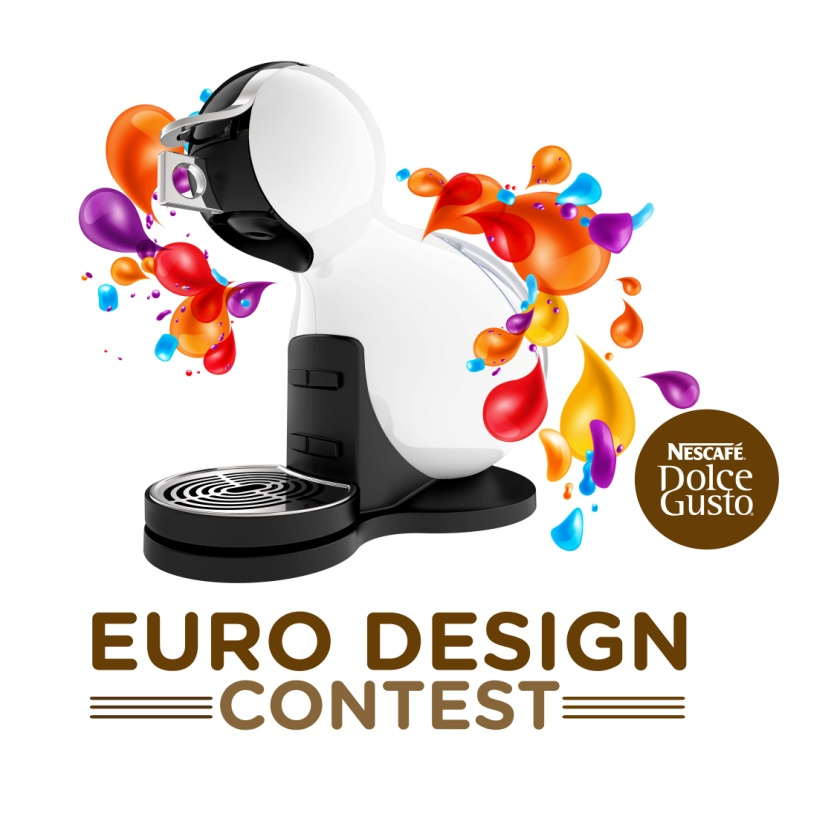 NESCAFÉ®
Dolce
Gusto®
EURO DESIGN
CONTEST